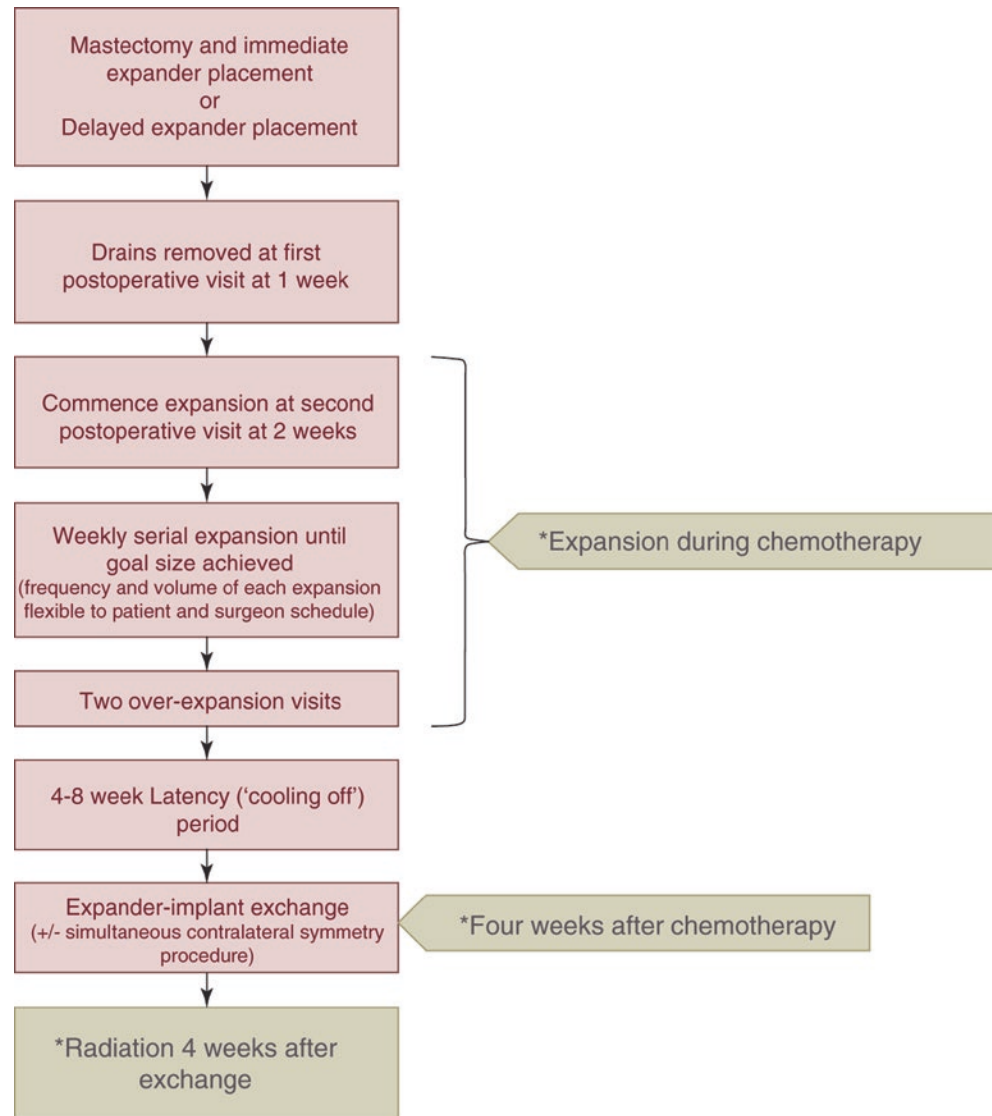 Mastectomy and immediate
expander placement
or
Delayed expander placement
Drains removed at first
postoperative visit at 1 week
Commence expansion at second
postoperative visit at 2 weeks
Weekly serial expansion until
goal size achieved
(frequency and volume of each expansion
flexible to patient and surgeon schedule)
*Expansion during chemotherapy
Two over-expansion visits
4-8 week Latency (‘cooling off’)
period
Expander-implant exchange
(+/- simultaneous contralateral symmetry
procedure)
*Four weeks after chemotherapy
*Radiation 4 weeks after
exchange